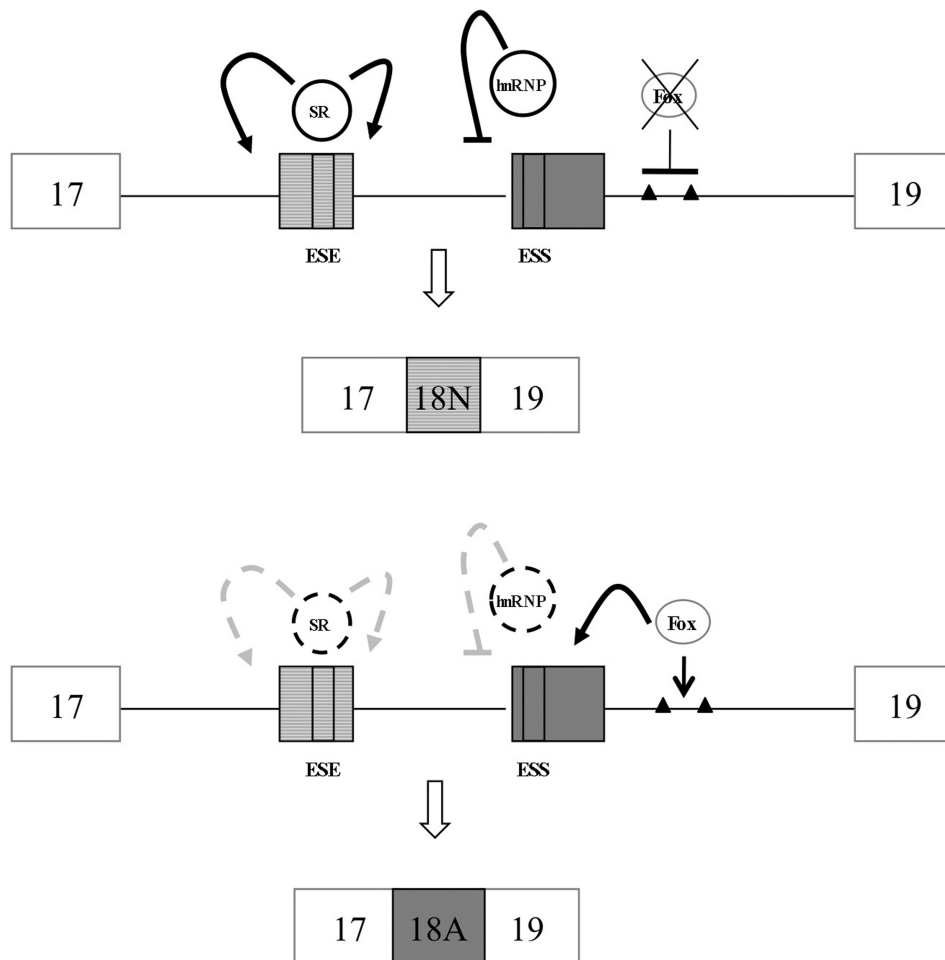 SR
hnRNP
Fox
17
19
ESE
ESS
17 18N 19
SR
hnRNP
Fox
17
19
ESE
ESS
17 18A 19